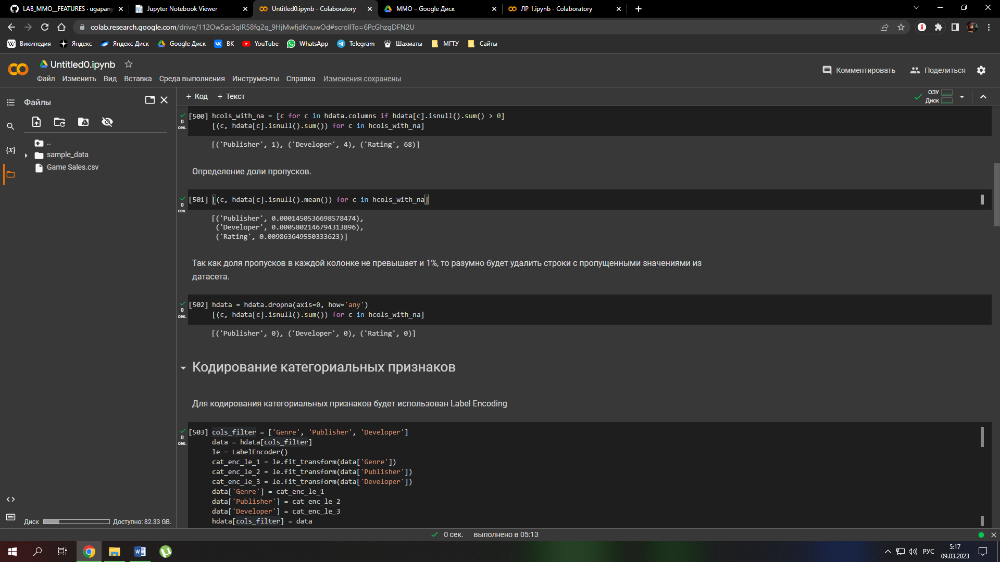 LAB_MMO__FEATURES · ugapany
Jupyter Notebook Viewer
Untitled0.ipynb - Colaboratory
ММО – Google Диск
ЛР 1.ipynb - Colaboratory
colab.research.google.com/drive/112Ow5ac3glR58fg2q_9HjMwfjdKnuwOd#scrollTo=6PcGhzgDFN2U
Википедия
Яндекс
Яндекс Диск
Google Диск
ВК
YouTube
WhatsApp
Telegram
Шахматы
МГТУ
Сайты
Untitled0.ipynb
Файл Изменить Вид Вставка Среда выполнения Инструменты Справка Изменения сохранены
Комментировать
Поделиться
Файлы
..
sample_data
Game Sales.csv
Диск Доступно: 82.33 GB.
+ Код + Текст
ОЗУ
Диск
[500] hcols_with_na = [c for c in hdata.columns if hdata[c].isnull().sum() > 0]
[(c, hdata[c].isnull().sum()) for c in hcols_with_na]
0
сек.
[('Publisher', 1), ('Developer', 4), ('Rating', 68)]
Определение доли пропусков.
[501] [(c, hdata[c].isnull().mean()) for c in hcols_with_na]
0
сек.
[('Publisher', 0.0001450536698578474),
('Developer', 0.0005802146794313896),
('Rating', 0.009863649550333623)]
Так как доля пропусков в каждой колонке не превышает и 1%, то разумно будет удалить строки с пропущенными значениями из
датасета.
[502] hdata = hdata.dropna(axis=0, how='any')
[(c, hdata[c].isnull().sum()) for c in hcols_with_na]
0
сек.
[('Publisher', 0), ('Developer', 0), ('Rating', 0)]
Кодирование категориальных признаков
Для кодирования категориальных признаков будет использован Label Encoding
[503] cols_filter = ['Genre', 'Publisher', 'Developer']
data = hdata[cols_filter]
0
сек.
le = LabelEncoder()
cat_enc_le_1 = le.fit_transform(data['Genre'])
cat_enc_le_2 = le.fit_transform(data['Publisher'])
cat_enc_le_3 = le.fit_transform(data['Developer'])
data['Genre'] = cat_enc_le_1
data['Publisher'] = cat_enc_le_2
data['Developer'] = cat_enc_le_3
hdata[cols_filter] = data
0 сек. выполнено в 05:13
РУС
5:17
09.03.2023